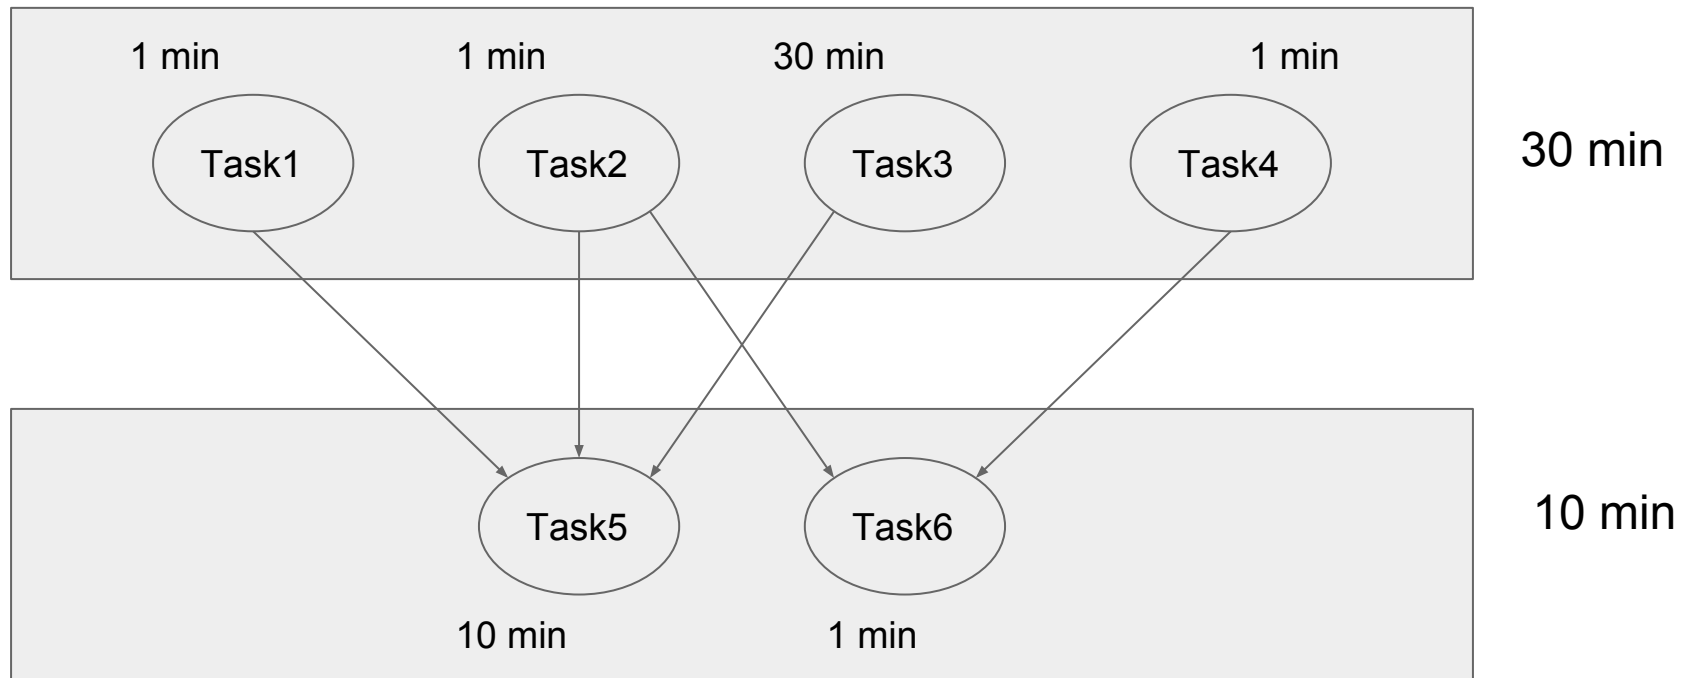 1 min
1 min
30 min
1 min
Task1
Task2
Task3
Task4
30 min
Task5
Task6
10 min
10 min
1 min